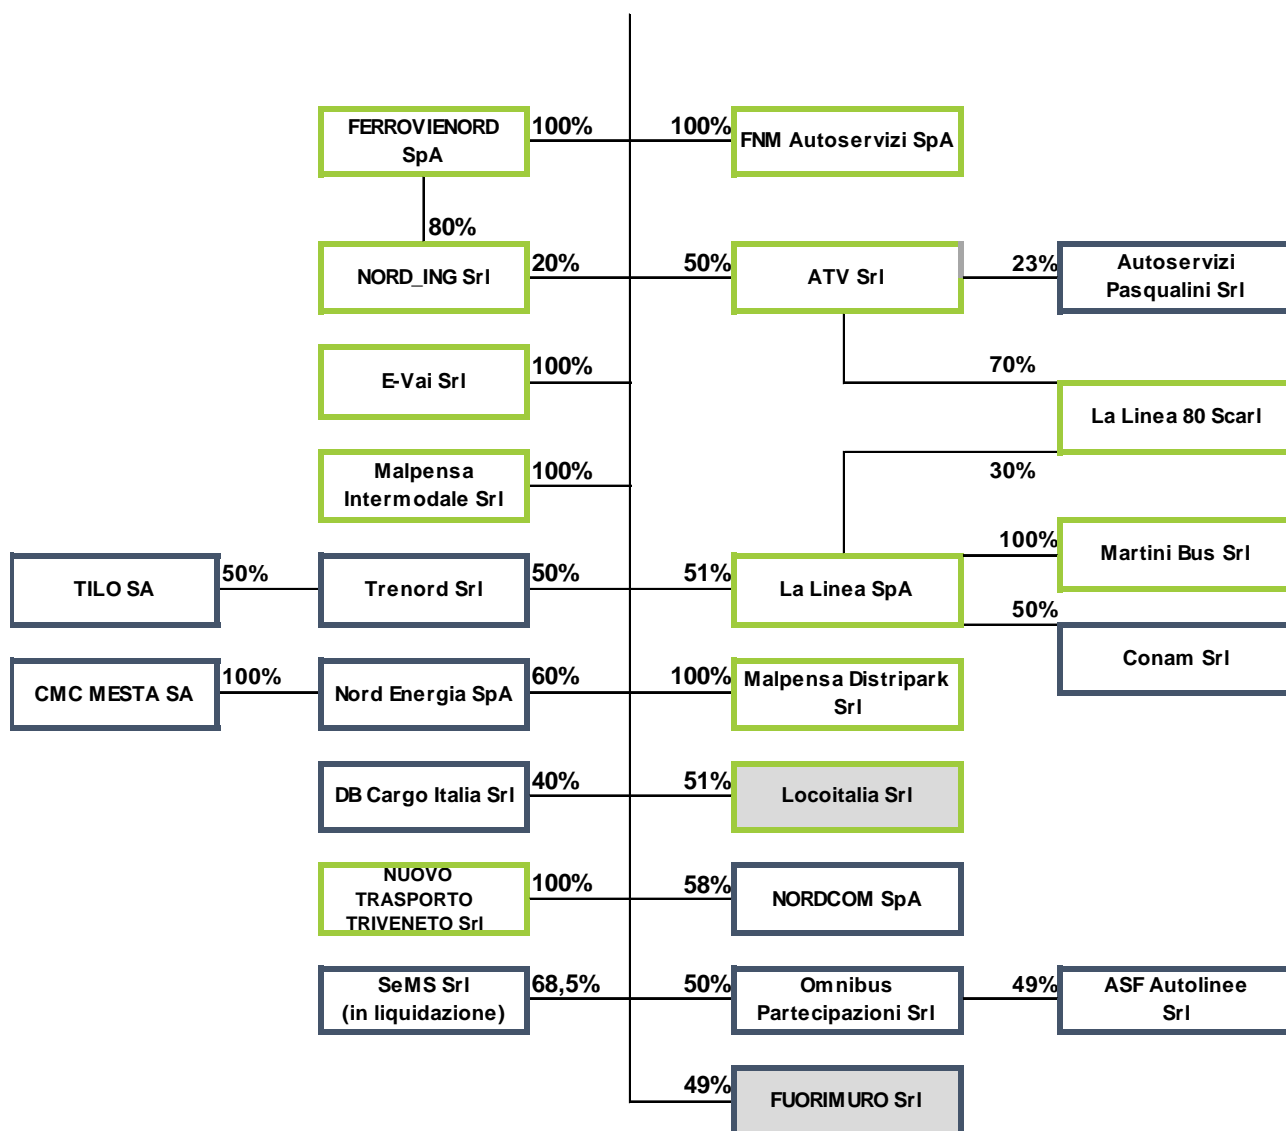 FERROVIENORD
SpA
100%
100%
FNM Autoservizi SpA
80%
NORD_ING Srl
20%
50%
ATV Srl
23%
Autoservizi
Pasqualini Srl
E-Vai Srl
100%
70%
La Linea 80 Scarl
30%
Malpensa
Intermodale Srl
100%
TILO SA
50%
Trenord Srl
50%
51%
La Linea SpA
100%
Martini Bus Srl
50%
Conam Srl
CMC MESTA SA
100%
Nord Energia SpA
60%
100%
Malpensa Distripark
Srl
DB Cargo Italia Srl
40%
51%
Locoitalia Srl
NUOVO
TRASPORTO
TRIVENETO Srl
100%
58%
NORDCOM SpA
SeMS Srl
(in liquidazione)
68,5%
50%
Omnibus
Partecipazioni Srl
49%
ASF Autolinee
Srl
49%
FUORIMURO Srl